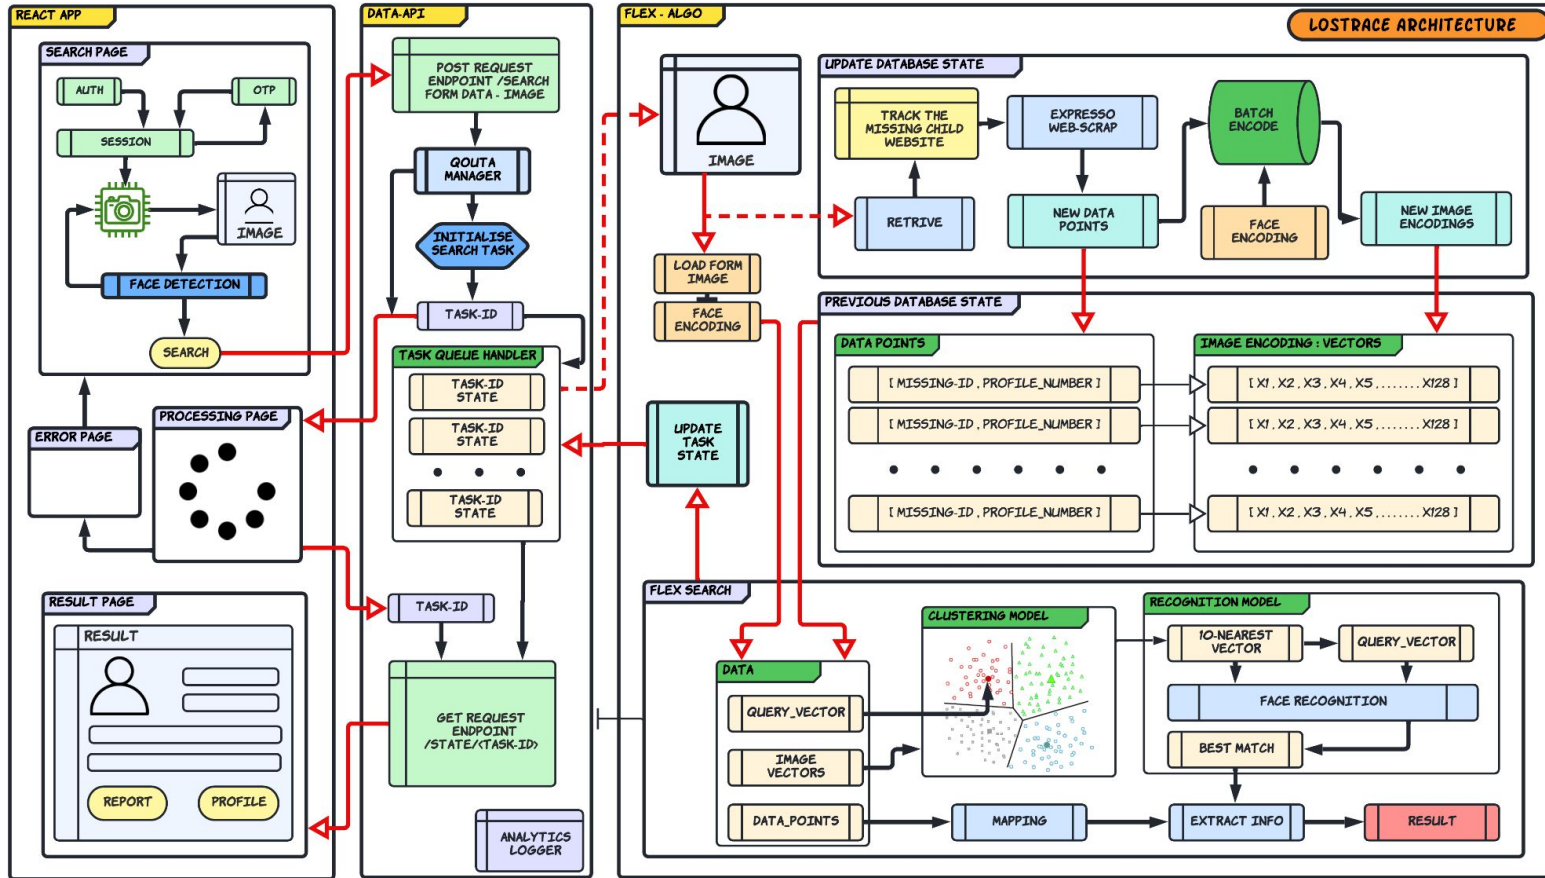 REACT APP
SEARCH PAGE
AUTH
OTP
SESSION
IMAGE
FACE DETECTION
SEARCH
PROCESSING PAGE
ERROR PAGE
RESULT PAGE
RESULT
REPORT
PROFILE
DATA-API
POST REQUEST
ENDPOINT /SEARCH
FORM DATA - IMAGE
QOUTA
MANAGER
INITIALISE
SEARCH TASK
TASK-ID
TASK QUEUE HANDLER
TASK-ID
STATE
TASK-ID
STATE
TASK-ID
STATE
TASK-ID
GET REQUEST
ENDPOINT
/STATE/<TASK-ID>
ANALYTICS
LOGGER
FLEX - ALGO
LOSTRACE ARCHITECTURE
IMAGE
LOAD FORM
IMAGE
FACE
ENCODING
UPDATE
TASK
STATE
UPDATE DATABASE STATE
TRACK THE
MISSING CHILD
WEBSITE
EXPRESSO
WEB-SCRAP
BATCH
ENCODE
RETRIVE
NEW DATA
POINTS
FACE
ENCODING
NEW IMAGE
ENCODINGS
PREVIOUS DATABASE STATE
DATA POINTS
[ MISSING-ID , PROFILE_NUMBER ]
[ MISSING-ID , PROFILE_NUMBER ]
[ MISSING-ID , PROFILE_NUMBER ]
IMAGE ENCODING : VECTORS
[ X1, X2, X3, X4, X5, ....... X128 ]
[ X1, X2, X3, X4, X5, ....... X128 ]
[ X1, X2, X3, X4, X5, ....... X128 ]
FLEX SEARCH
DATA
QUERY_VECTOR
IMAGE
VECTORS
DATA_POINTS
CLUSTERING MODEL
RECOGNITION MODEL
10-NEAREST
VECTOR
QUERY_VECTOR
FACE RECOGNITION
BEST MATCH
MAPPING
EXTRACT INFO
RESULT